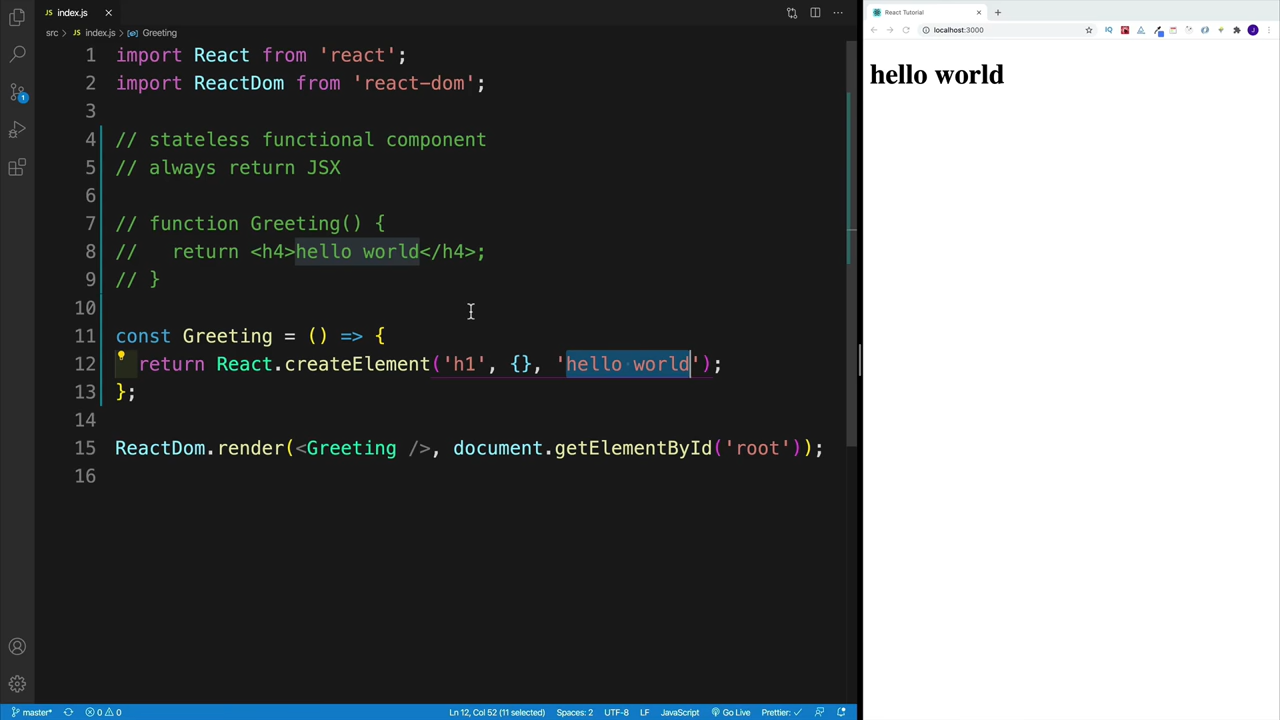 index.js
React Tutorial
src > index.js > Greeting
localhost:3000
1 import React from 'react';
2 import ReactDom from 'react-dom';
3
4 // stateless functional component
5 // always return JSX
6
7 // function Greeting() {
8 //   return <h4>hello world</h4>;
9 // }
10
11 const Greeting = () => {
12   return React.createElement('h1', {}, 'hello world');
13 };
14
15 ReactDom.render(<Greeting />, document.getElementById('root'));
16
hello world
1
master* 0 0 Ln 12, Col 52 (11 selected) Spaces: 2 UTF-8 LF JavaScript Go Live Prettier: ✓